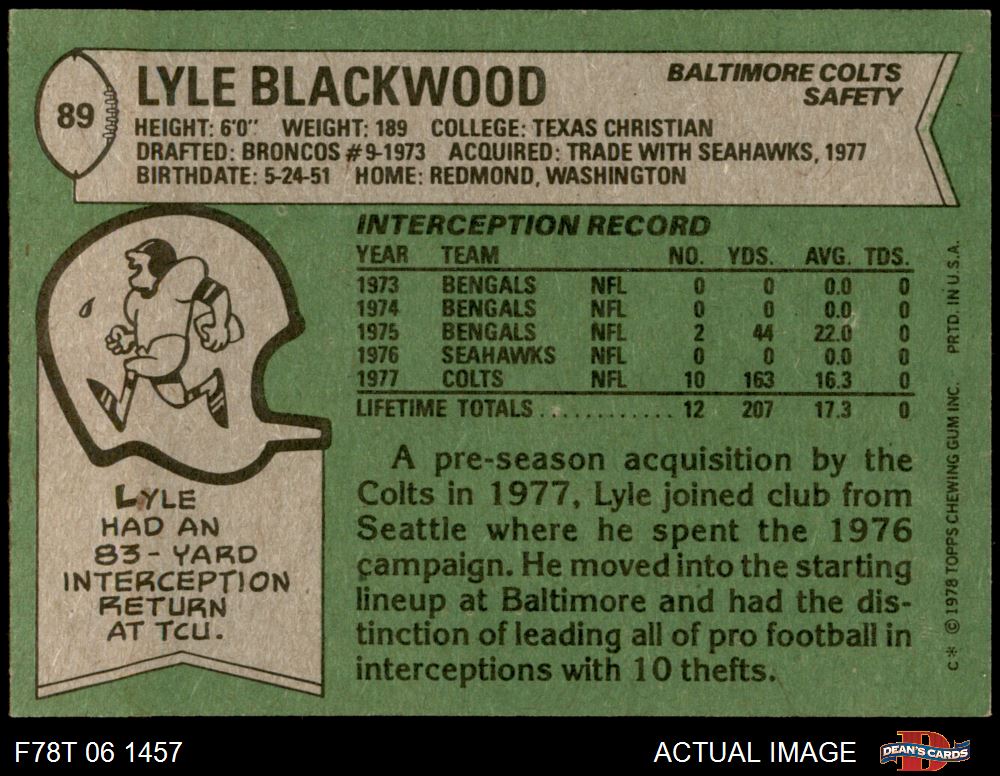 89
LYLE BLACKWOOD
BALTIMORE COLTS
SAFETY
HEIGHT: 6'0" WEIGHT: 189 COLLEGE: TEXAS CHRISTIAN
DRAFTED: BRONCOS #9-1973 ACQUIRED: TRADE WITH SEAHAWKS, 1977
BIRTHDATE: 5-24-51 HOME: REDMOND, WASHINGTON
INTERCEPTION RECORD
YEAR TEAM NO. YDS. AVG. TDS.
1973 BENGALS NFL 0 0 0.0 0
1974 BENGALS NFL 0 0 0.0 0
1975 BENGALS NFL 2 44 22.0 0
1976 SEAHAWKS NFL 0 0 0.0 0
1977 COLTS NFL 10 163 16.3 0
LIFETIME TOTALS............ 12 207 17.3 0
LYLE
HAD AN
83-YARD
INTERCEPTION
RETURN
AT TCU.
A pre-season acquisition by the
Colts in 1977, Lyle joined club from
Seattle where he spent the 1976
campaign. He moved into the starting
lineup at Baltimore and had the dis-
tinction of leading all of pro football in
interceptions with 10 thefts.
C* © 1978 TOPPS CHEWING GUM INC. PRTD. IN U.S.A.
F78T 06 1457
ACTUAL IMAGE
DEAN'S CARDS